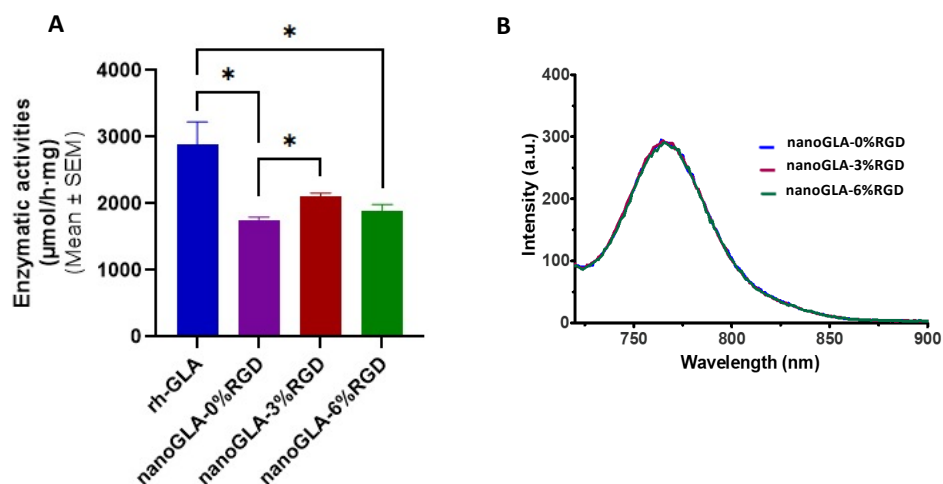 A
Enzymatic activities
(µmol/h·mg)
(Mean ± SEM)
4000
3000
2000
1000
0
*
*
*
rh-GLA
nanoGLA-0%RGD
nanoGLA-3%RGD
nanoGLA-6%RGD
B
Intensity (a.u.)
400
300
200
100
0
nanoGLA-0%RGD
nanoGLA-3%RGD
nanoGLA-6%RGD
750
800
850
900
Wavelength (nm)